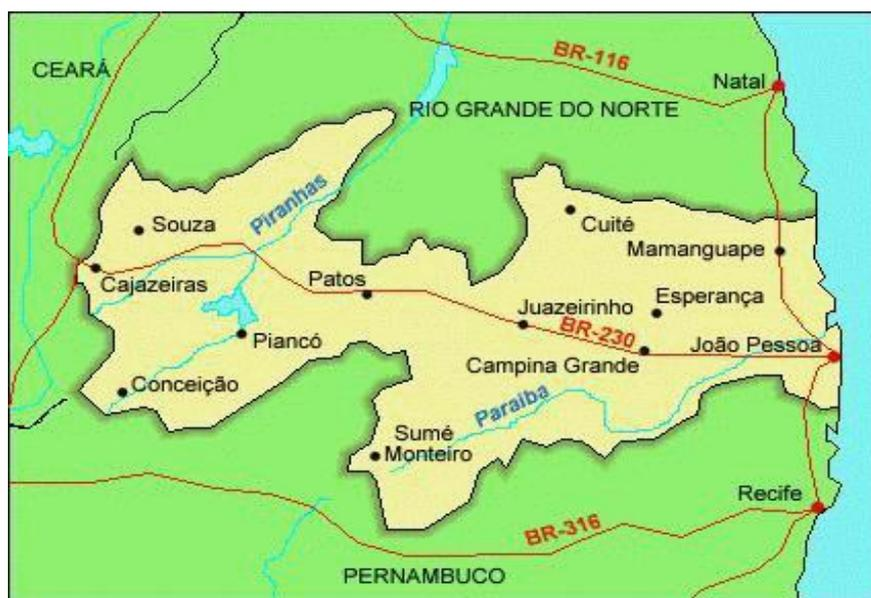 BR-116
CEARÁ
Natal
RIO GRANDE DO NORTE
Piranhas
Souza
Cuité
Mamanguape
Cajazeiras
Patos
Esperança
Juazeirinho
BR-230
Piancó
João Pessoa
Campina Grande
Conceição
Paraiba
Sumé
Monteiro
Recife
BR-316
PERNAMBUCO